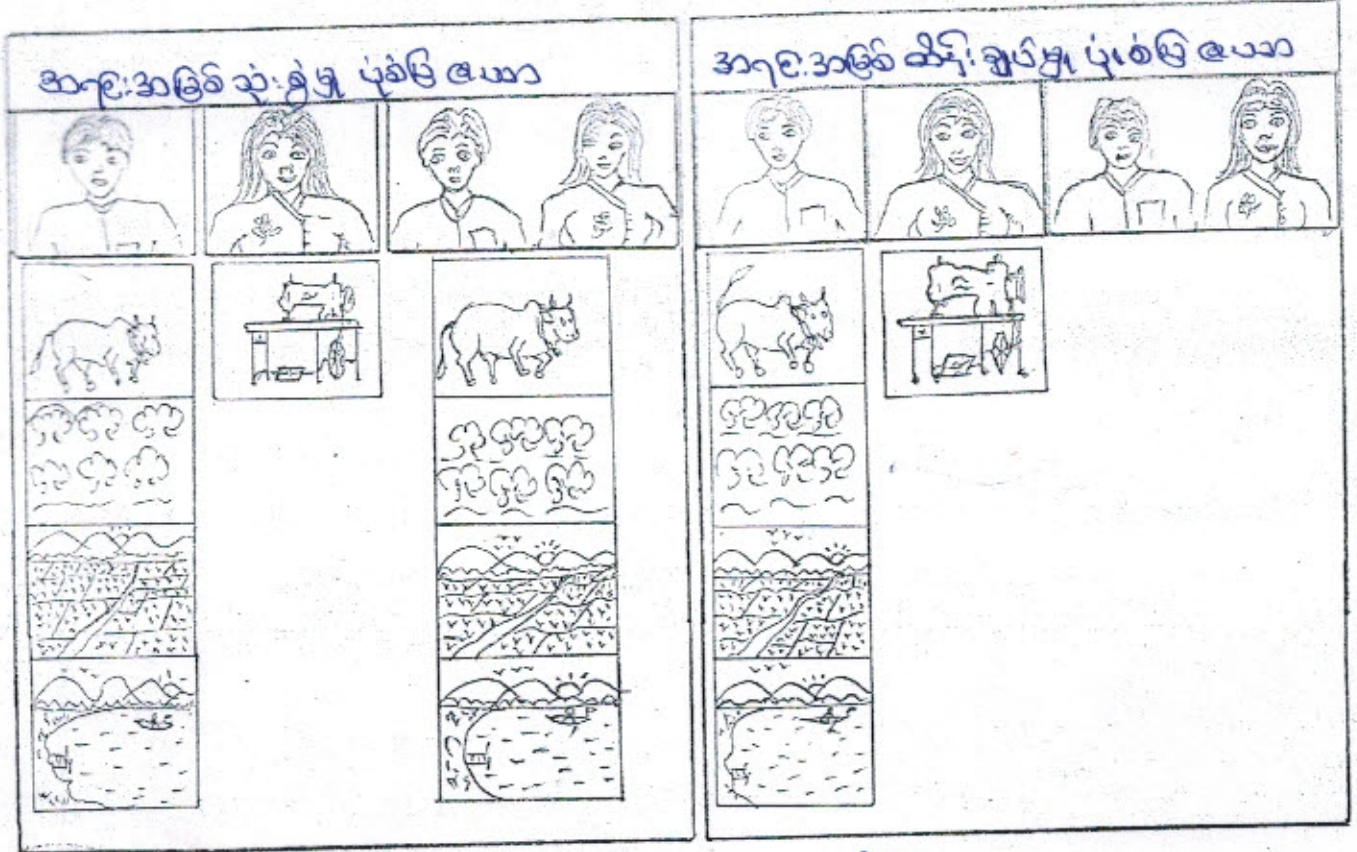 အရင်းအမြစ် သုံးစွဲမှု ပုံစံပြ ဇယား
အရင်းအမြစ် ထိန်းချုပ်မှု ပုံစံပြ ဇယား